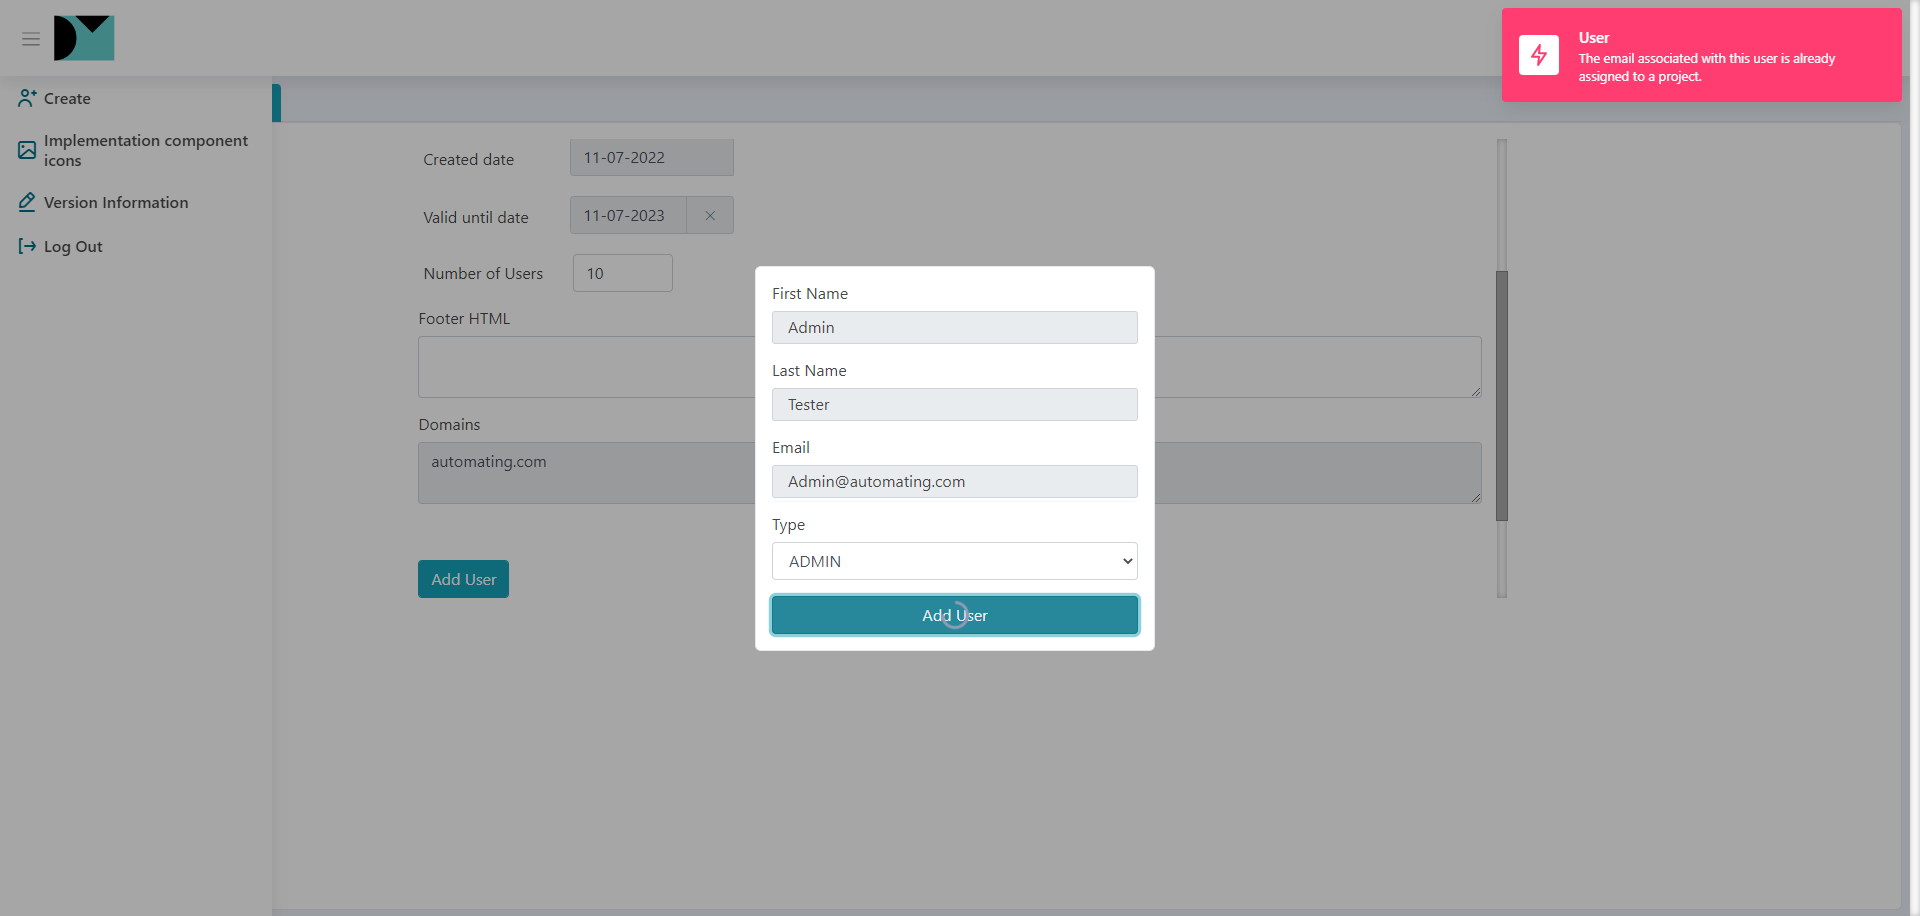 User
The email associated with this user is already
assigned to a project.
Create
Implementation component
icons
Version Information
Log Out
Created date
11-07-2022
Valid until date
11-07-2023
Number of Users
10
Footer HTML
Domains
automating.com
Add User
First Name
Admin
Last Name
Tester
Email
Admin@automating.com
Type
ADMIN
Add User